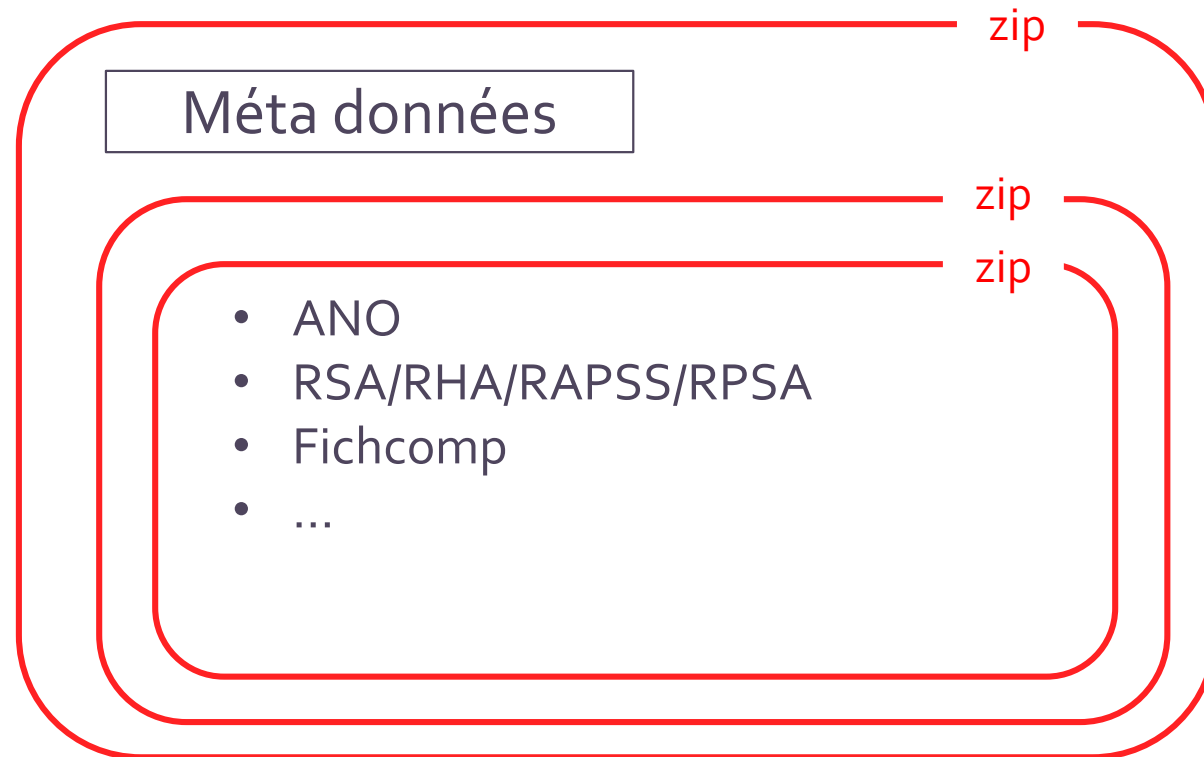 zip
Méta données
zip
zip
• ANO
• RSA/RHA/RAPSS/RPSA
• Fichcomp
• ...